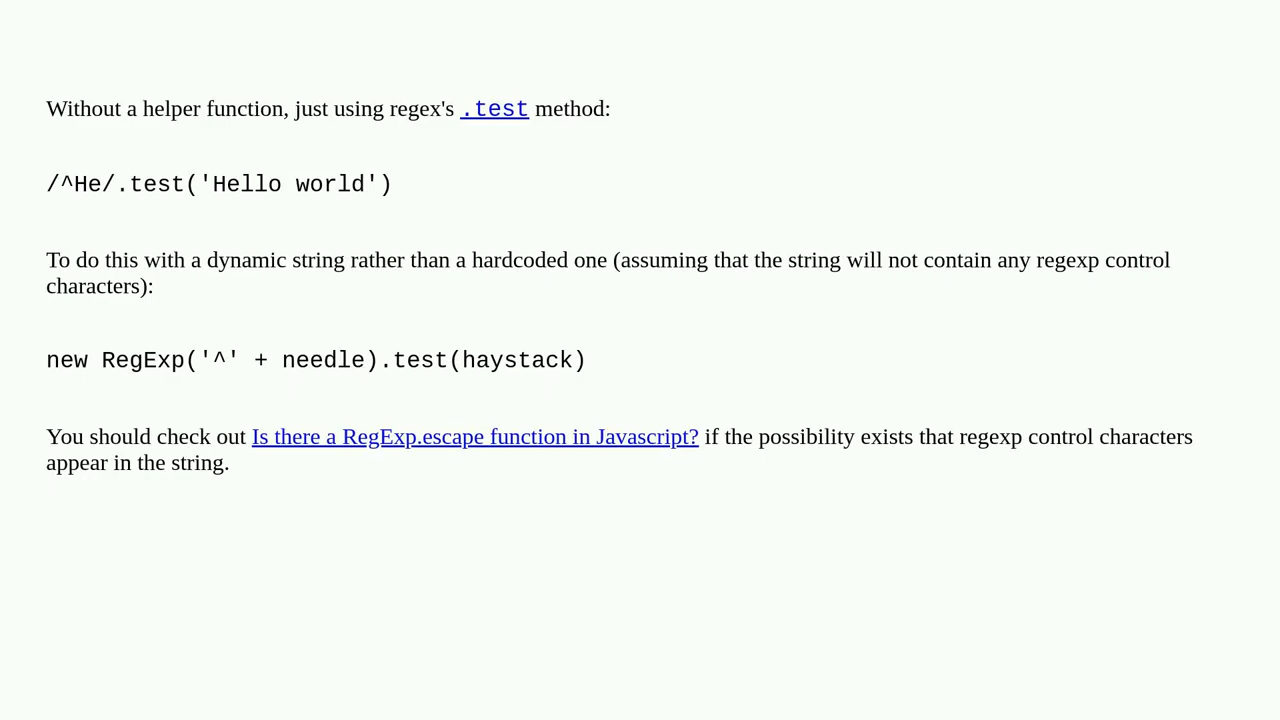 Without a helper function, just using regex's .test method:
/^He/.test('Hello world')
To do this with a dynamic string rather than a hardcoded one (assuming that the string will not contain any regexp control
characters):
new RegExp('^' + needle).test(haystack)
You should check out Is there a RegExp.escape function in Javascript? if the possibility exists that regexp control characters
appear in the string.